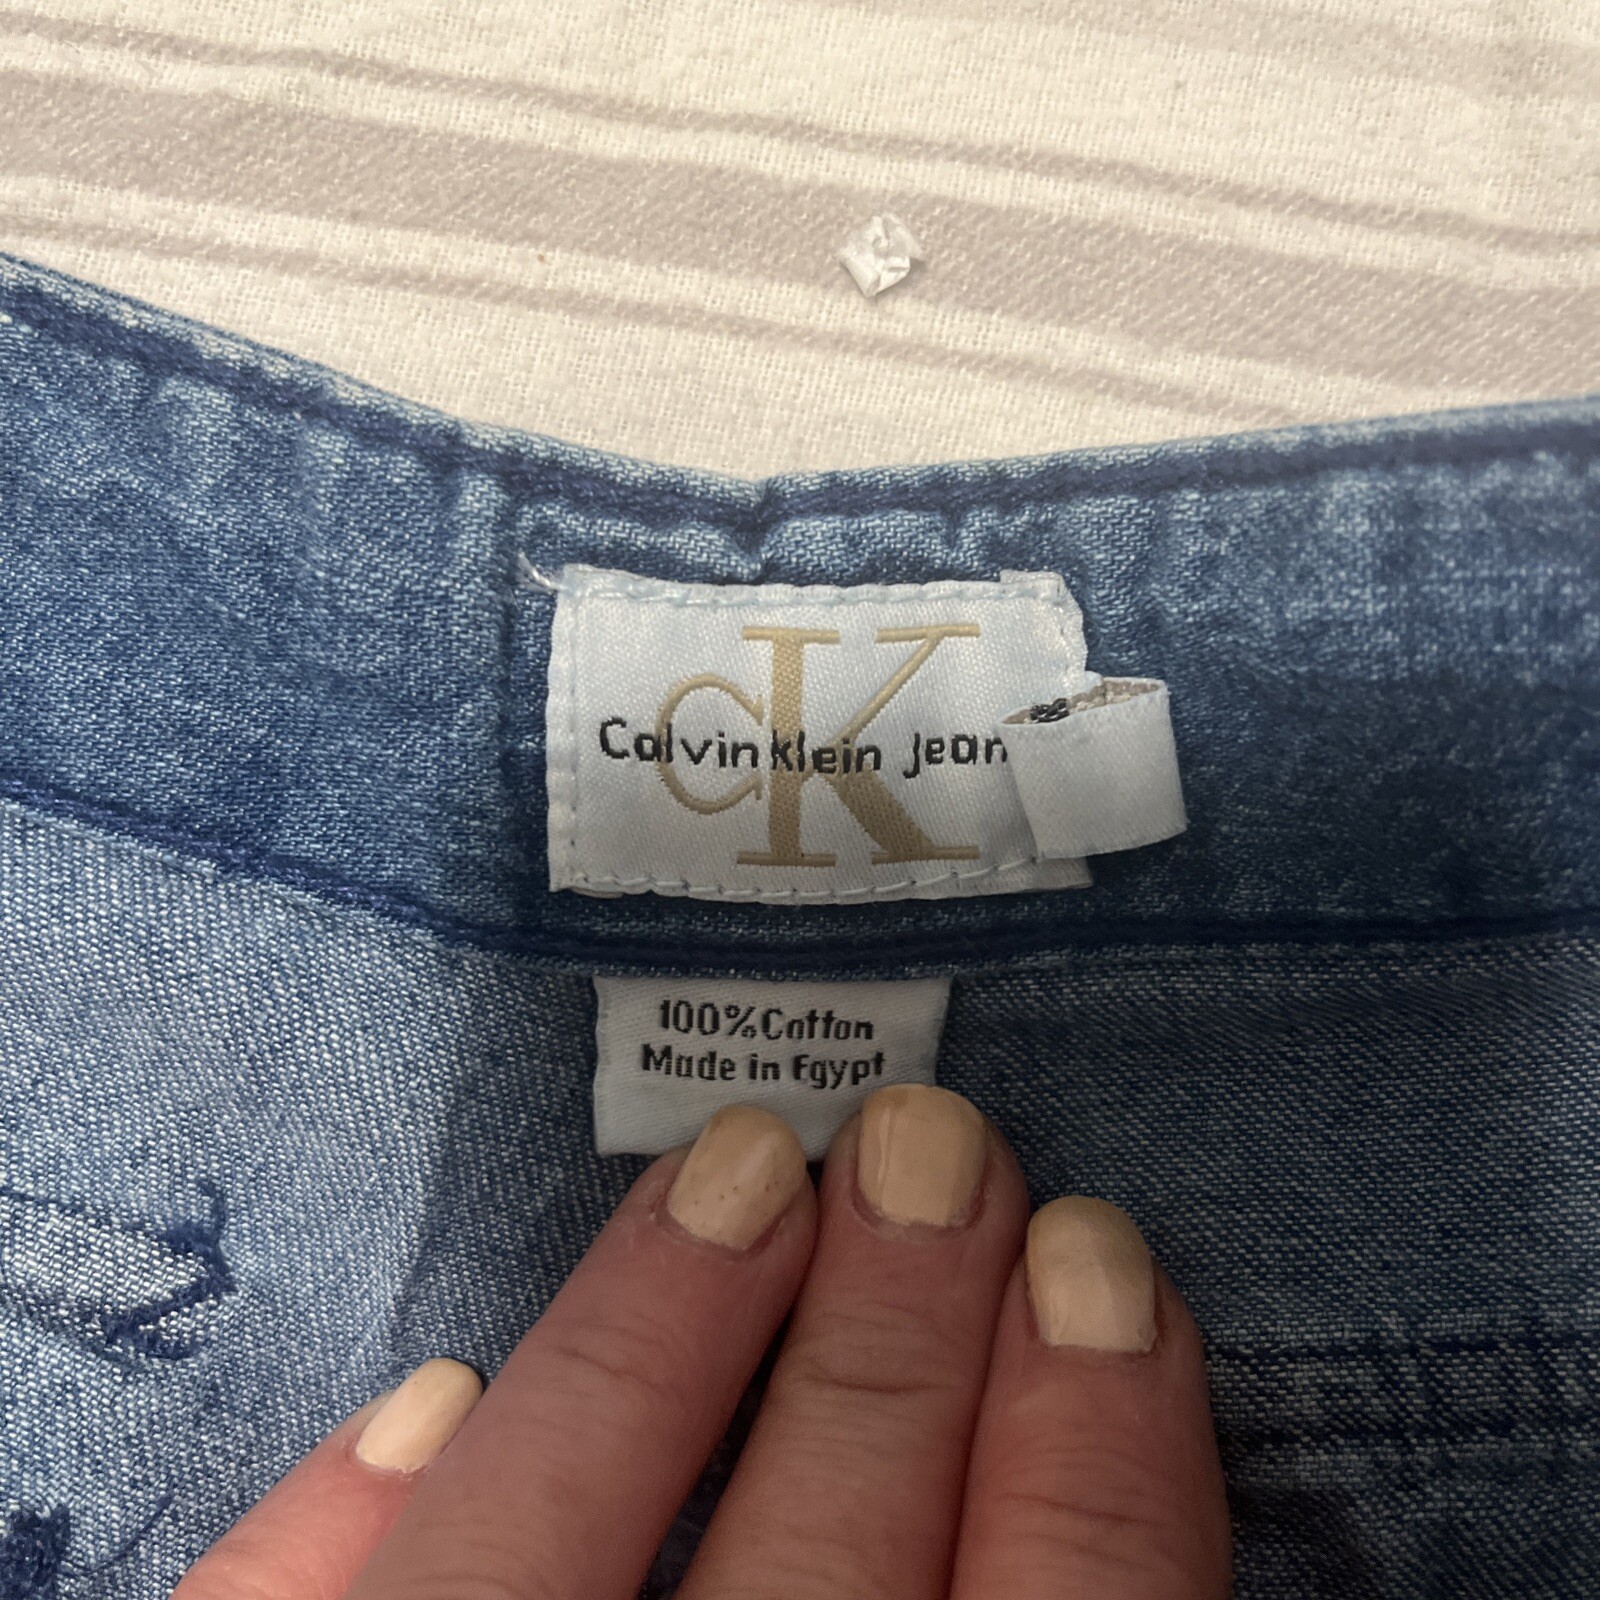 CK
Calvin Klein Jean
100%Cotton
Made in Egypt